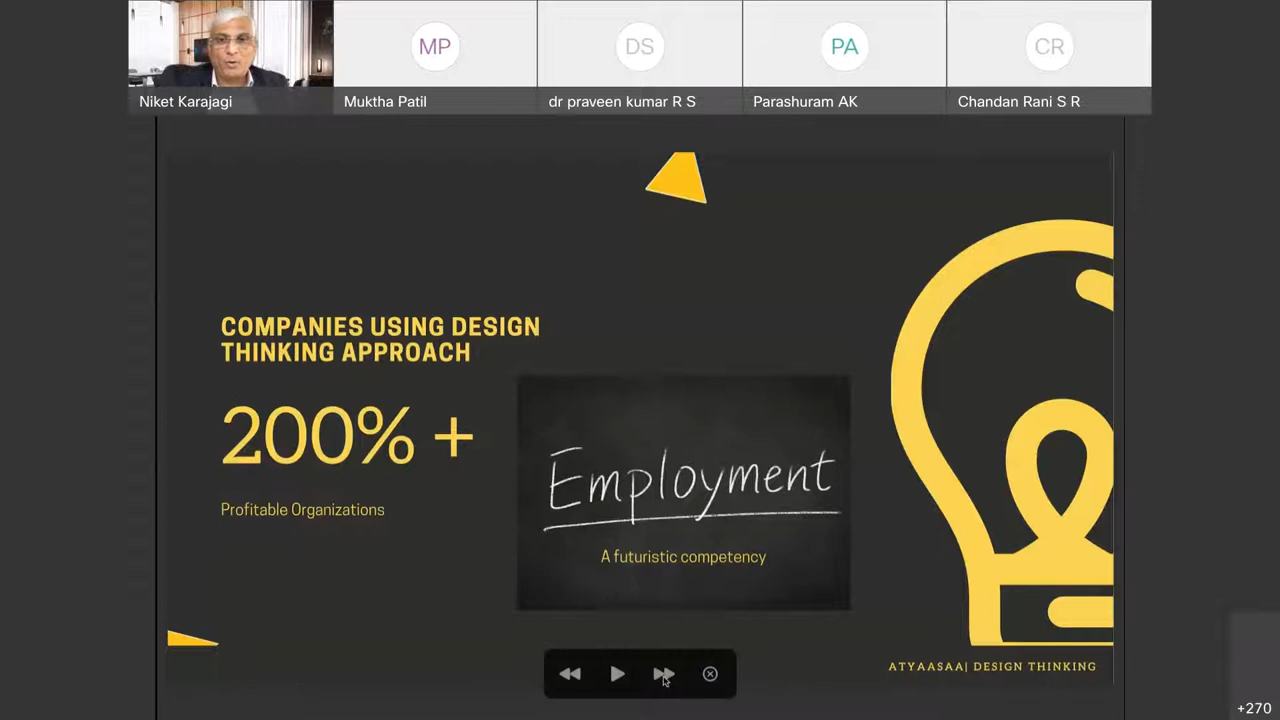 MP
DS
PA
CR
Niket Karajagi
Muktha Patil
dr praveen kumar R S
Parashuram AK
Chandan Rani S R
COMPANIES USING DESIGN
THINKING APPROACH
200% +
Profitable Organizations
Employment
A futuristic competency
ATYAASAA| DESIGN THINKING
+270